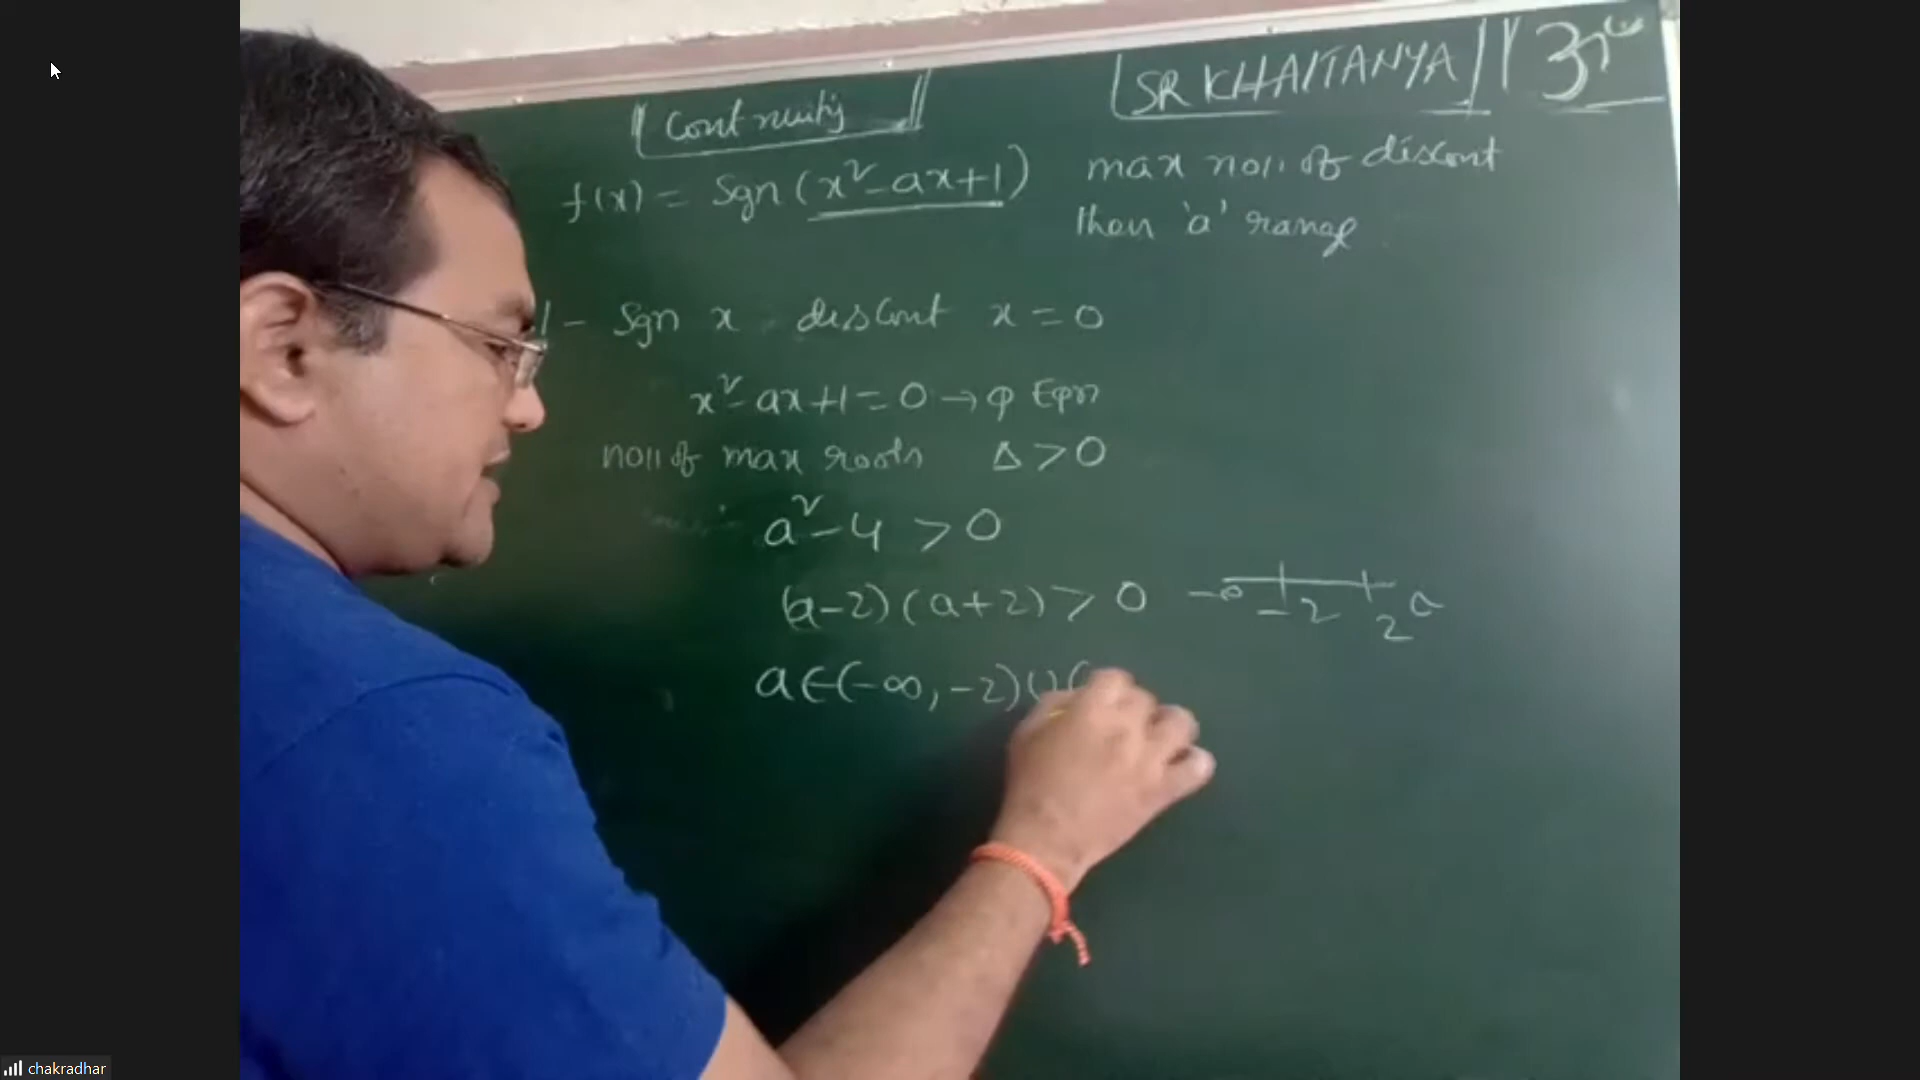 Continuity
SR KHAITANYA
f(x) = Sgn (x² - ax + 1) max no|| of discont
then 'a' range
Sgn x discont x = 0
x² - ax + 1 = 0 → φ Eqn
no|| of max roots Δ > 0
a² - 4 > 0
(a-2)(a+2) > 0 -2 2
a ∈ (-∞, -2) ∪ (
chakradhar